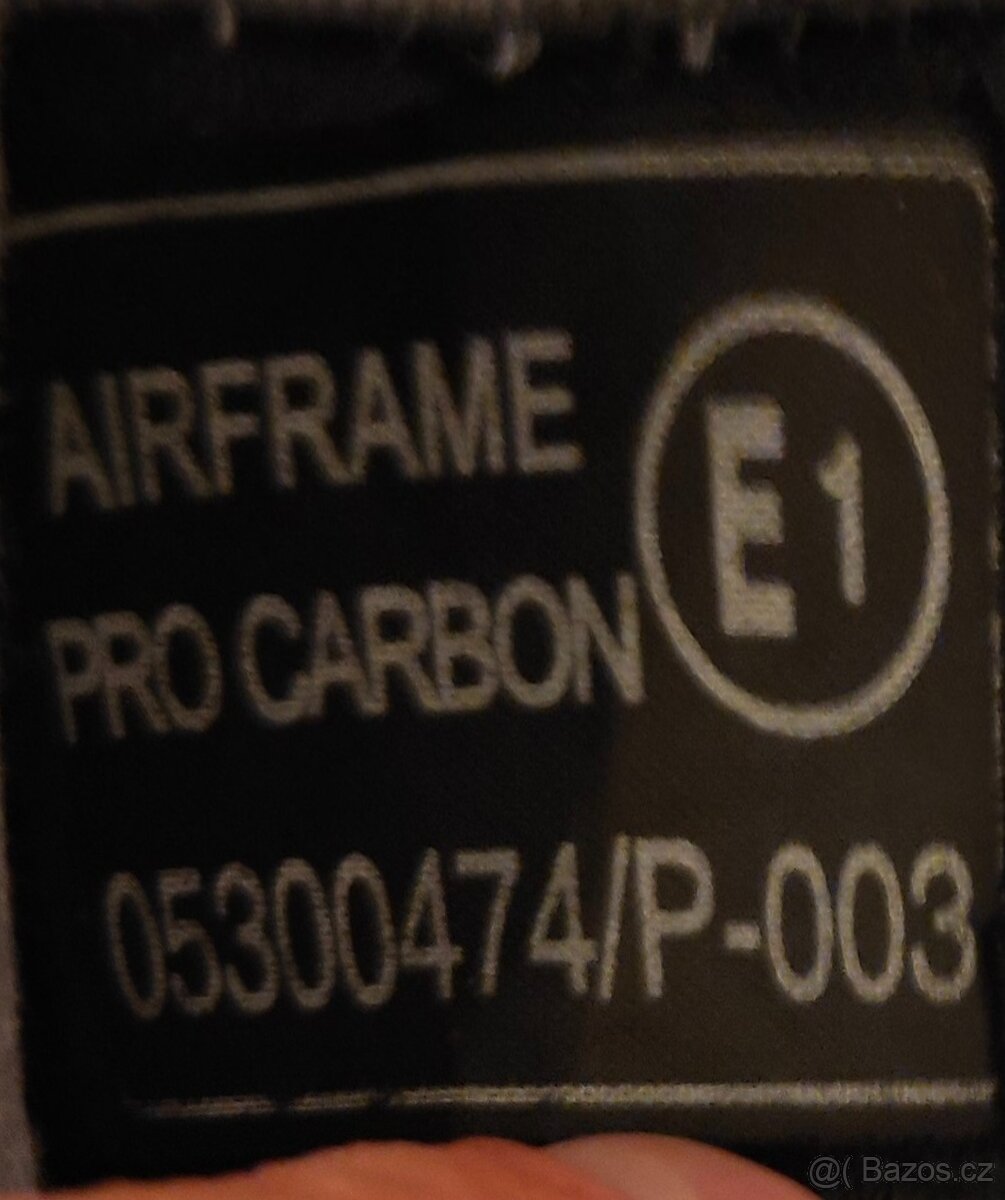 AIRFRAME
E1
PRO CARBON
05300474/P-003
@( Bazos.cz